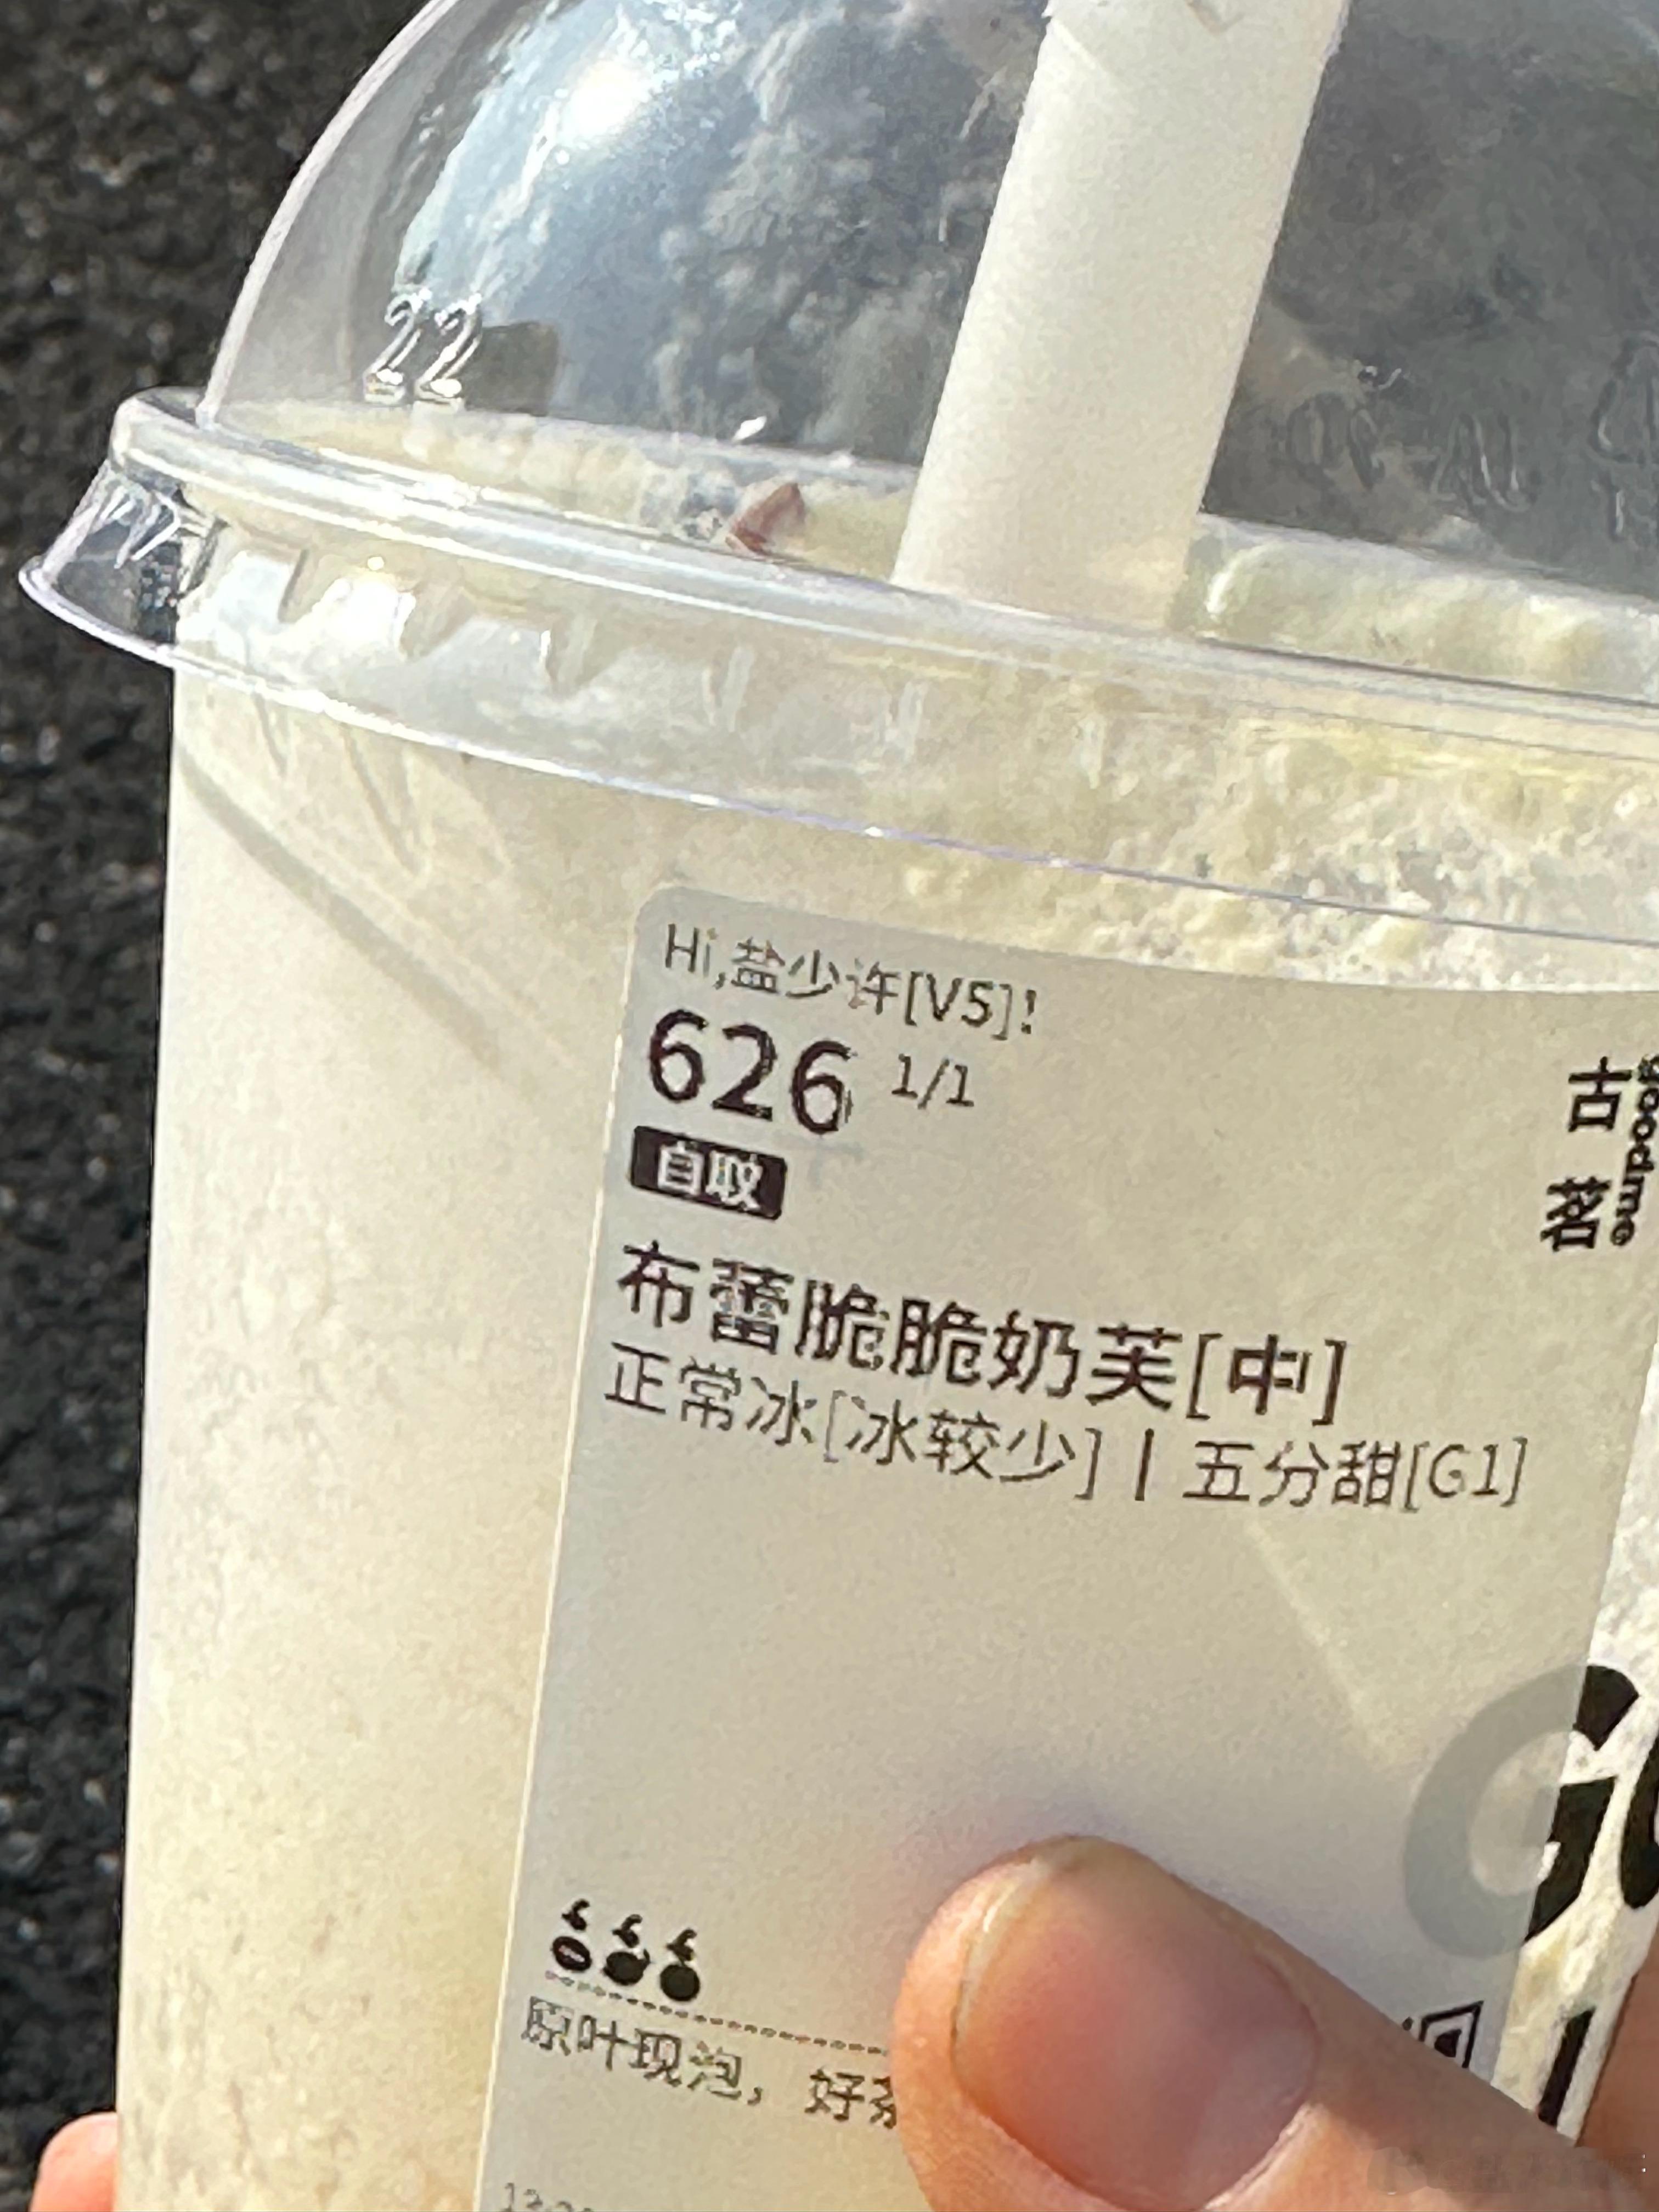 22
Hi,盐少许[V5]!
626 1/1
自取
古茗
goodme
布蕾脆脆奶芙[中]
正常冰[冰较少] | 五分甜[G1]
G
原叶现泡，好茶